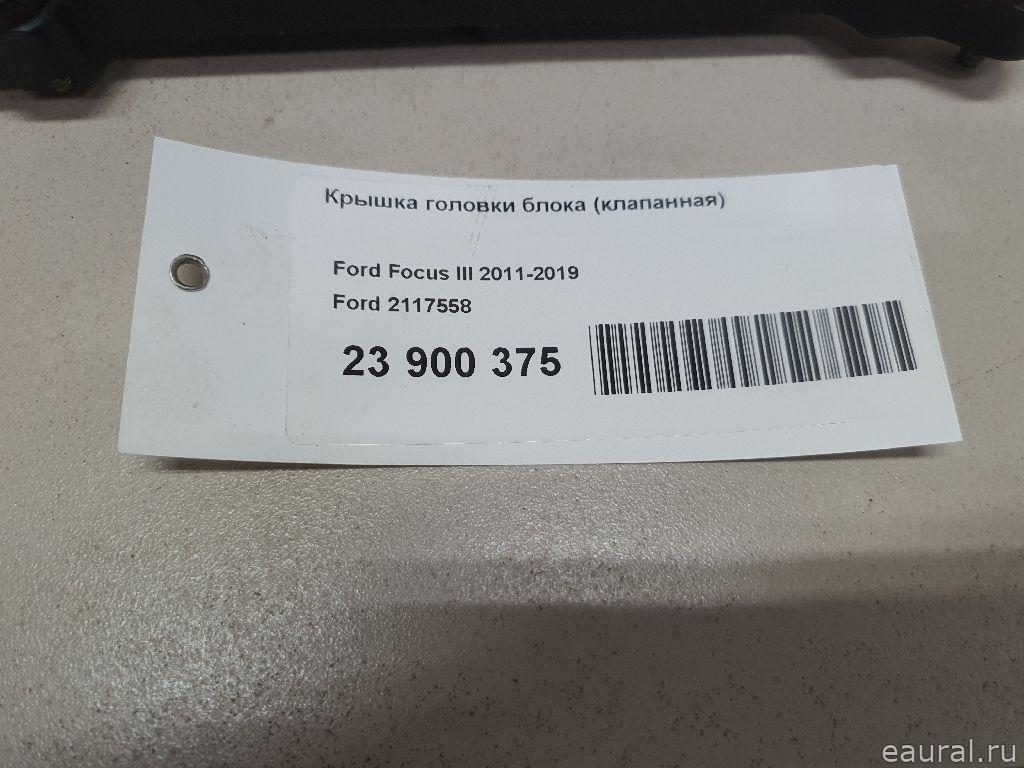 Крышка головки блока (клапанная)
Ford Focus III 2011-2019
Ford 2117558
23 900 375
eaural.ru